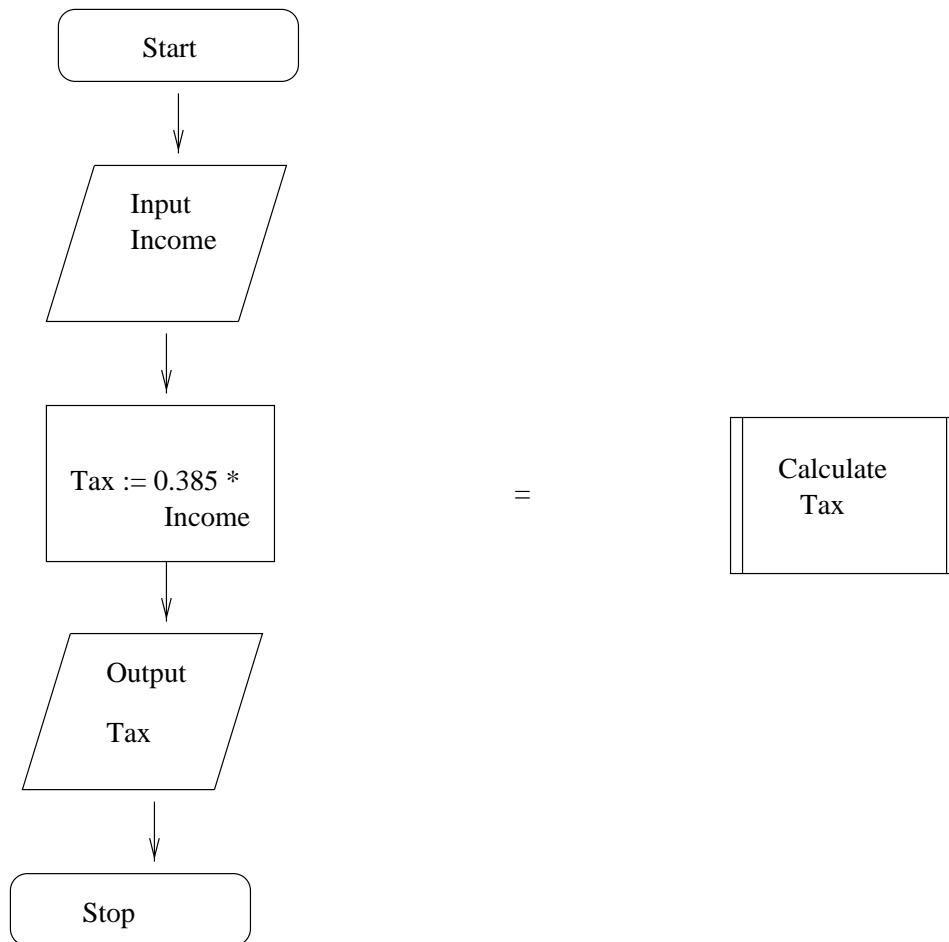 Start
Input
Income
Tax := 0.385 *
Income
=
Calculate
Tax
Output
Tax
Stop